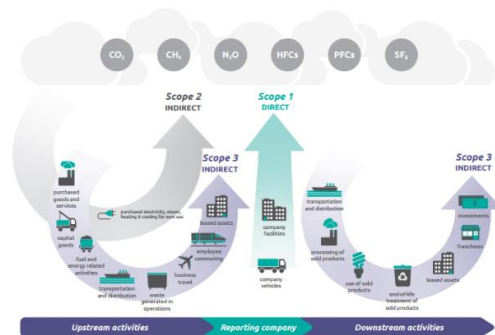 CO₂ CH₄ N₂O HFCs PFCs SF₆
Scope 2
INDIRECT
Scope 1
DIRECT
Scope 3
INDIRECT
Scope 3
INDIRECT
purchased
goods and
services
capital
goods
fuel and
energy related
activities
transportation
and distribution
waste
generated in
operations
business
travel
employee
commuting
leased assets
purchased electricity, steam,
heating & cooling for own use
company
facilities
company
vehicles
transportation
and distribution
processing of
sold products
use of sold
products
end-of-life
treatment of
sold products
leased assets
franchises
investments
Upstream activities
Reporting company
Downstream activities